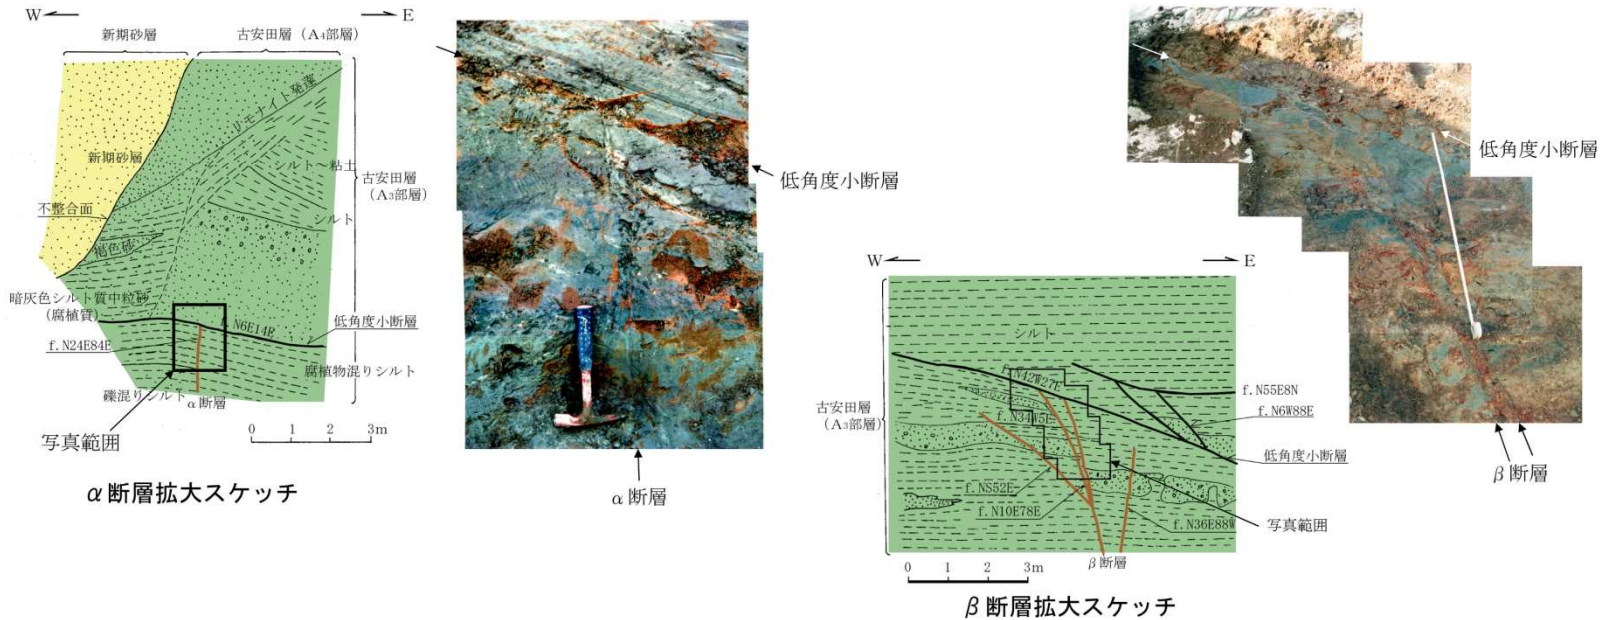 W
E
新期砂層
古安田層（A4部層）
リモナイト発達
新期砂層
シルト～粘土
古安田層
（A3部層）
不整合面
シルト
褐色砂
暗灰色シルト質中粒砂
（腐植質）
N6E14E
低角度小断層
f.N24E84E
腐植物混りシルト
礫混りシルト
α断層
写真範囲
0 1 2 3m
α断層拡大スケッチ
低角度小断層
α断層
低角度小断層
β断層
W
E
シルト
f.N42W27E
f.N55E8N
f.N6W88E
古安田層
（A3部層）
f.N34W5E
低角度小断層
f.NS52E
f.N10E78E
f.N36E88W
写真範囲
β断層
0 1 2 3m
β断層拡大スケッチ